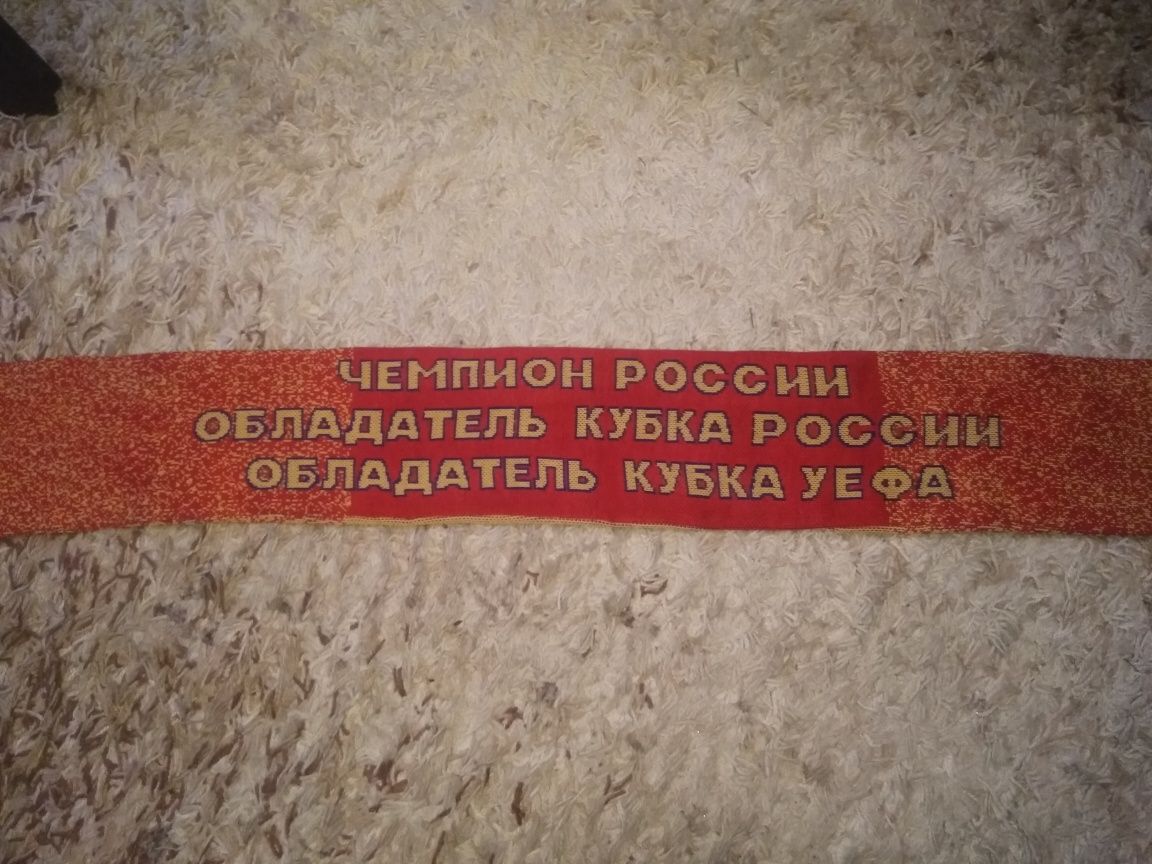 ЧЕМПИОН РОССИИ
ОБЛАДАТЕЛЬ КУБКА РОССИИ
ОБЛАДАТЕЛЬ КУБКА УЕФА